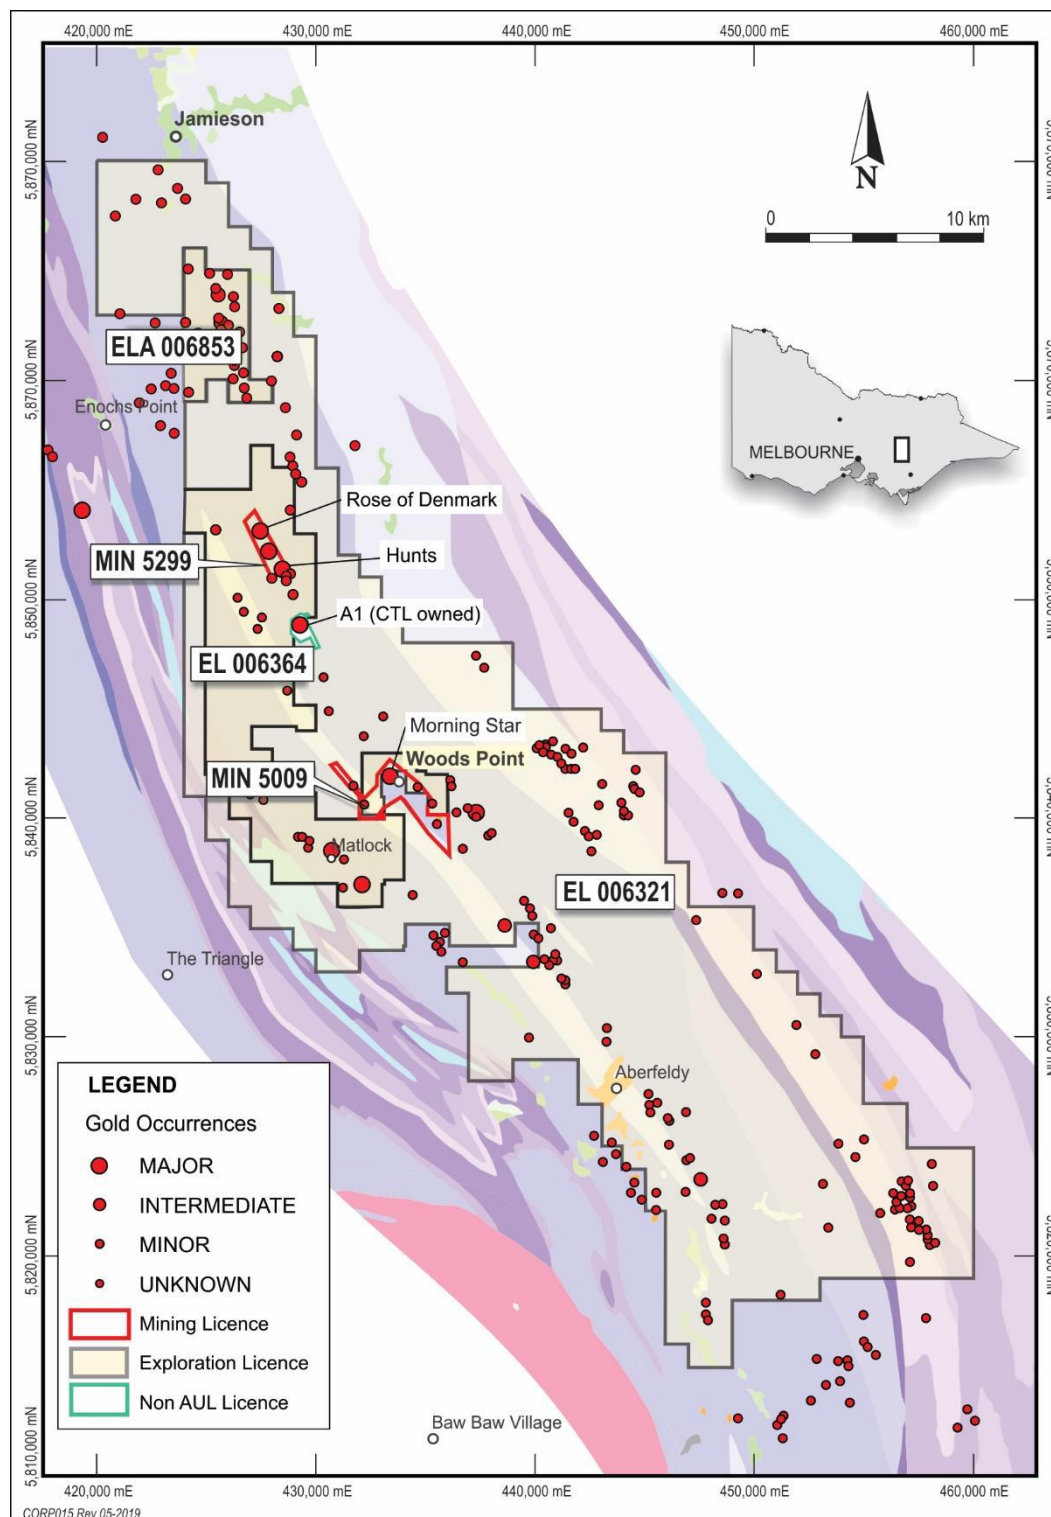 420,000 mE
430,000 mE
440,000 mE
450,000 mE
460,000 mE
5,870,000 mN
Jamieson
N
0
10 km
ELA 006853
5,870,000 mN
Enochs Point
MELBOURNE
Rose of Denmark
MIN 5299
Hunts
5,850,000 mN
A1 (CTL owned)
EL 006364
Morning Star
Woods Point
MIN 5009
5,840,000 mN
Matlock
EL 006321
The Triangle
5,830,000 mN
Aberfeldy
LEGEND
Gold Occurrences
MAJOR
INTERMEDIATE
MINOR
UNKNOWN
Mining Licence
Exploration Licence
Non AUL Licence
5,820,000 mN
Baw Baw Village
5,810,000 mN
420,000 mE
430,000 mE
440,000 mE
450,000 mE
460,000 mE
CORP015 Rev 05-2019